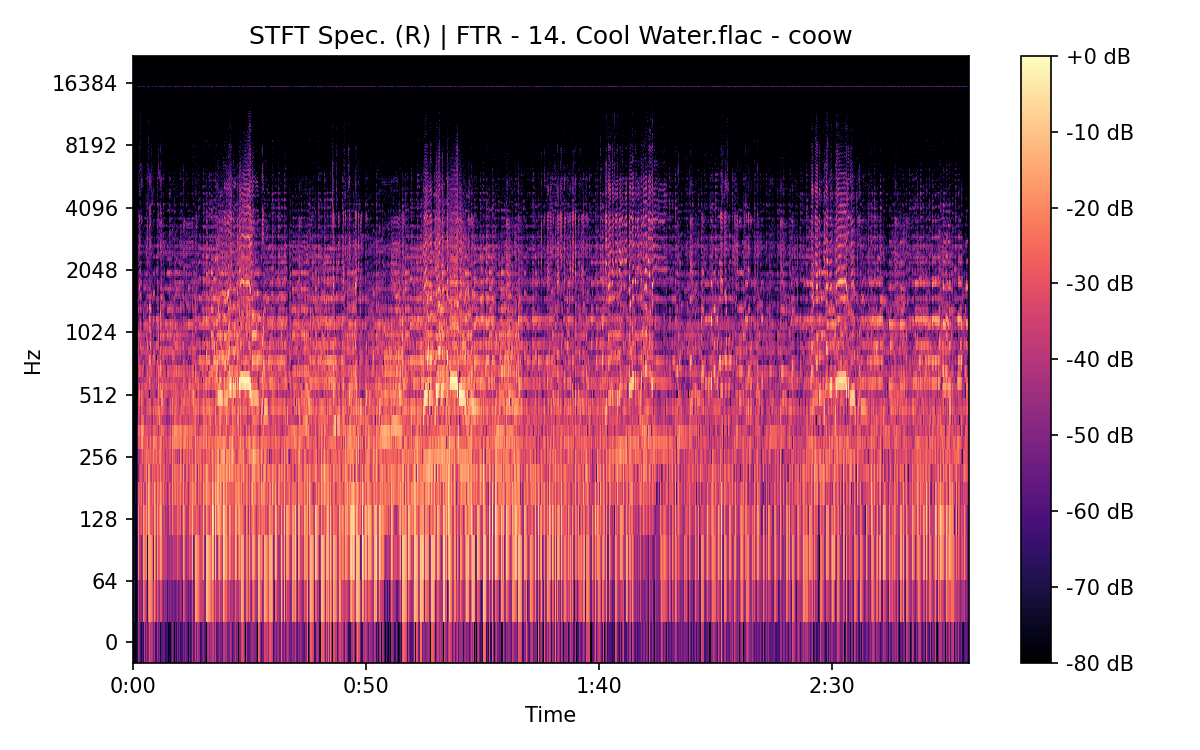 STFT Spec. (R) | FTR - 14. Cool Water.flac - coow
16384
8192
4096
2048
1024
512
256
128
64
0
Hz
0:00
0:50
1:40
2:30
Time
+0 dB
-10 dB
-20 dB
-30 dB
-40 dB
-50 dB
-60 dB
-70 dB
-80 dB